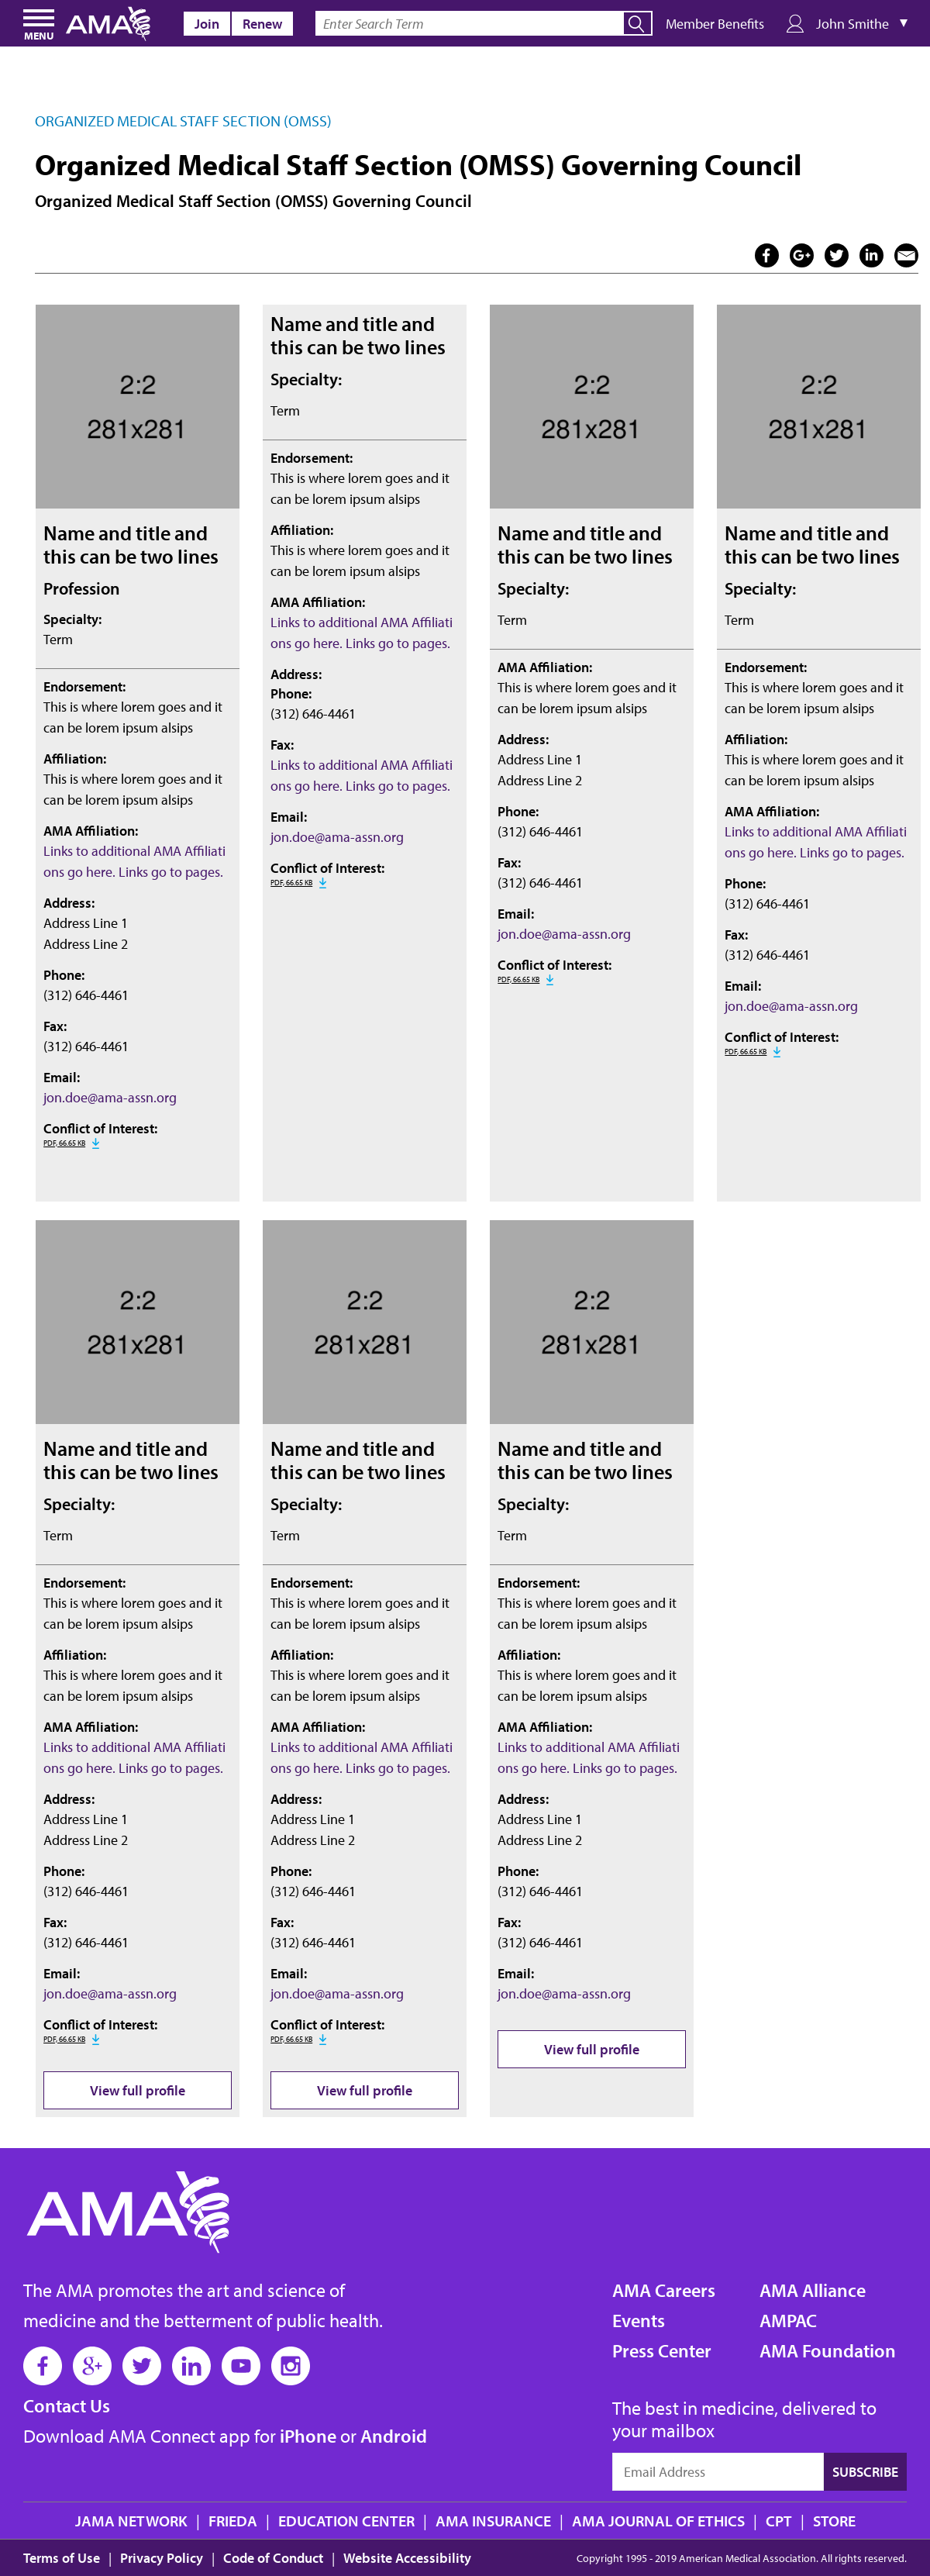 MENU
AMA
Join
Renew
Enter Search Term
Member Benefits
John Smithe
ORGANIZED MEDICAL STAFF SECTION (OMSS)
Organized Medical Staff Section (OMSS) Governing Council
Organized Medical Staff Section (OMSS) Governing Council
2:2
281x281
Name and title and
this can be two lines
Profession
Specialty:
Term
Endorsement:
This is where lorem goes and it
can be lorem ipsum alsips
Affiliation:
This is where lorem goes and it
can be lorem ipsum alsips
AMA Affiliation:
Links to additional AMA Affiliati
ons go here. Links go to pages.
Address:
Address Line 1
Address Line 2
Phone:
(312) 646-4461
Fax:
(312) 646-4461
Email:
jon.doe@ama-assn.org
Conflict of Interest:
PDF, 66.65 KB
Name and title and
this can be two lines
Specialty:
Term
Endorsement:
This is where lorem goes and it
can be lorem ipsum alsips
Affiliation:
This is where lorem goes and it
can be lorem ipsum alsips
AMA Affiliation:
Links to additional AMA Affiliati
ons go here. Links go to pages.
Address:
Phone:
(312) 646-4461
Fax:
Links to additional AMA Affiliati
ons go here. Links go to pages.
Email:
jon.doe@ama-assn.org
Conflict of Interest:
PDF, 66.65 KB
2:2
281x281
Name and title and
this can be two lines
Specialty:
Term
AMA Affiliation:
This is where lorem goes and it
can be lorem ipsum alsips
Address:
Address Line 1
Address Line 2
Phone:
(312) 646-4461
Fax:
(312) 646-4461
Email:
jon.doe@ama-assn.org
Conflict of Interest:
PDF, 66.65 KB
2:2
281x281
Name and title and
this can be two lines
Specialty:
Term
Endorsement:
This is where lorem goes and it
can be lorem ipsum alsips
Affiliation:
This is where lorem goes and it
can be lorem ipsum alsips
AMA Affiliation:
Links to additional AMA Affiliati
ons go here. Links go to pages.
Phone:
(312) 646-4461
Fax:
(312) 646-4461
Email:
jon.doe@ama-assn.org
Conflict of Interest:
PDF, 66.65 KB
2:2
281x281
Name and title and
this can be two lines
Specialty:
Term
Endorsement:
This is where lorem goes and it
can be lorem ipsum alsips
Affiliation:
This is where lorem goes and it
can be lorem ipsum alsips
AMA Affiliation:
Links to additional AMA Affiliati
ons go here. Links go to pages.
Address:
Address Line 1
Address Line 2
Phone:
(312) 646-4461
Fax:
(312) 646-4461
Email:
jon.doe@ama-assn.org
Conflict of Interest:
PDF, 66.65 KB
View full profile
2:2
281x281
Name and title and
this can be two lines
Specialty:
Term
Endorsement:
This is where lorem goes and it
can be lorem ipsum alsips
Affiliation:
This is where lorem goes and it
can be lorem ipsum alsips
AMA Affiliation:
Links to additional AMA Affiliati
ons go here. Links go to pages.
Address:
Address Line 1
Address Line 2
Phone:
(312) 646-4461
Fax:
(312) 646-4461
Email:
jon.doe@ama-assn.org
Conflict of Interest:
PDF, 66.65 KB
View full profile
2:2
281x281
Name and title and
this can be two lines
Specialty:
Term
Endorsement:
This is where lorem goes and it
can be lorem ipsum alsips
Affiliation:
This is where lorem goes and it
can be lorem ipsum alsips
AMA Affiliation:
Links to additional AMA Affiliati
ons go here. Links go to pages.
Address:
Address Line 1
Address Line 2
Phone:
(312) 646-4461
Fax:
(312) 646-4461
Email:
jon.doe@ama-assn.org
View full profile
AMA
The AMA promotes the art and science of
medicine and the betterment of public health.
Contact Us
Download AMA Connect app for iPhone or Android
AMA Careers
Events
Press Center
AMA Alliance
AMPAC
AMA Foundation
The best in medicine, delivered to
your mailbox
Email Address
SUBSCRIBE
JAMA NETWORK | FRIEDA | EDUCATION CENTER | AMA INSURANCE | AMA JOURNAL OF ETHICS | CPT | STORE
Terms of Use | Privacy Policy | Code of Conduct | Website Accessibility
Copyright 1995 - 2019 American Medical Association. All rights reserved.